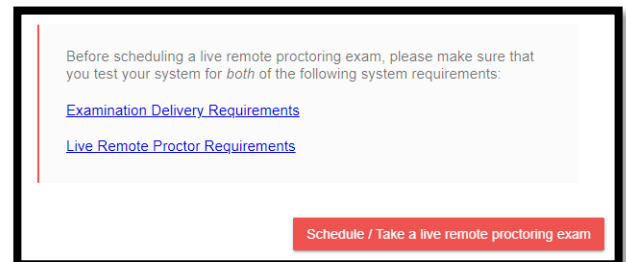 Before scheduling a live remote proctoring exam, please make sure that
you test your system for both of the following system requirements:
Examination Delivery Requirements
Live Remote Proctor Requirements
Schedule / Take a live remote proctoring exam